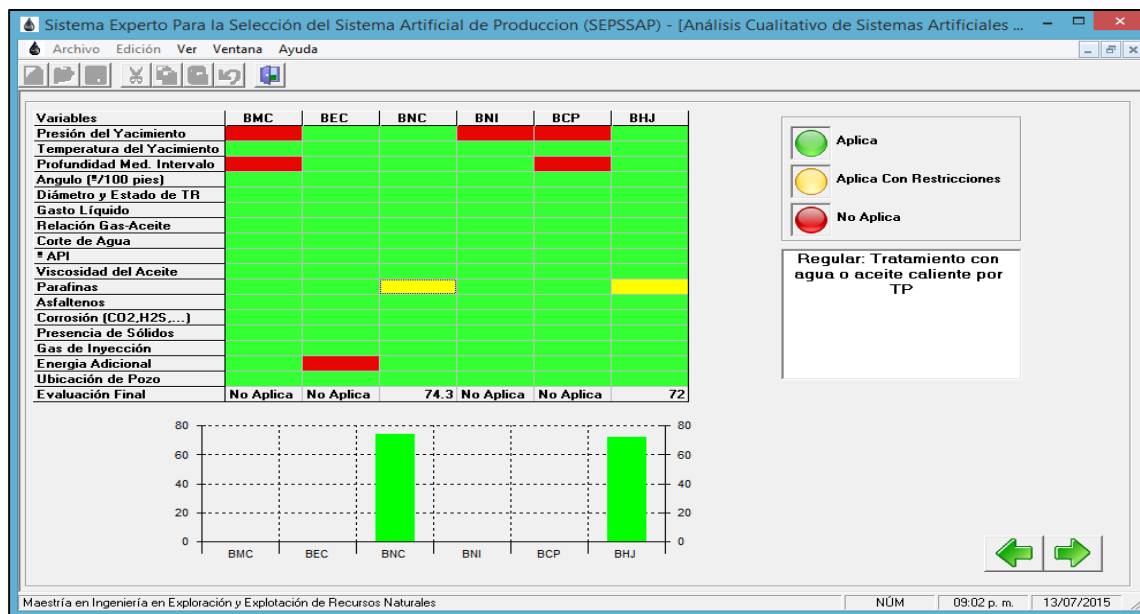 Sistema Experto Para la Selección del Sistema Artificial de Produccion (SEPSSAP) - [Análisis Cualitativo de Sistemas Artificiales ...
Archivo Edición Ver Ventana Ayuda
Variables BMC BEC BNC BNI BCP BHJ
Presión del Yacimiento
Temperatura del Yacimiento
Profundidad Med. Intervalo
Angulo (º/100 pies)
Diámetro y Estado de TR
Gasto Líquido
Relación Gas-Aceite
Corte de Agua
º API
Viscosidad del Aceite
Parafinas
Asfaltenos
Corrosión (CO2,H2S,...)
Presencia de Sólidos
Gas de Inyección
Energia Adicional
Ubicación de Pozo
Evaluación Final No Aplica No Aplica 74.3 No Aplica No Aplica 72
Aplica
Aplica Con Restricciones
No Aplica
Regular: Tratamiento con
agua o aceite caliente por
TP
80 80
60 60
40 40
20 20
0 0
BMC BEC BNC BNI BCP BHJ
Maestría en Ingeniería en Exploración y Explotación de Recursos Naturales NÚM 09:02 p. m. 13/07/2015